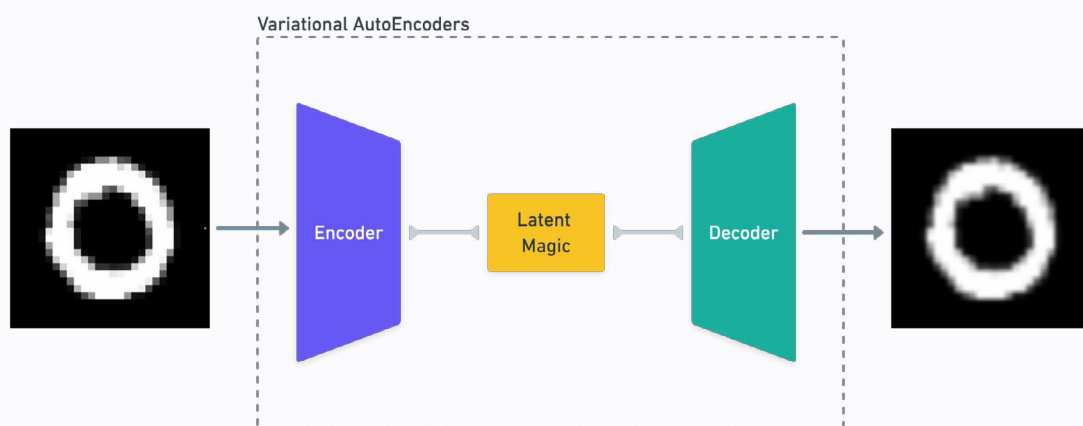 Variational AutoEncoders
Encoder
Latent
Magic
Decoder